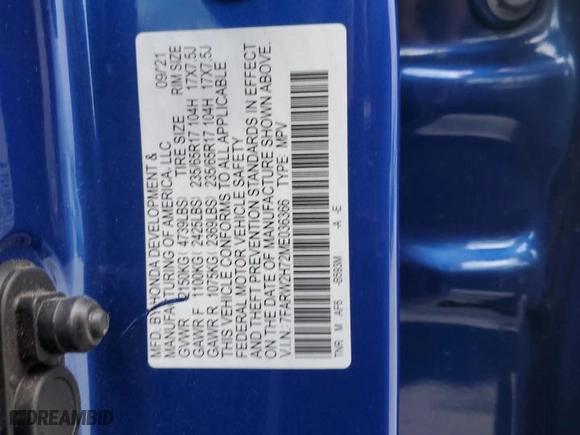 MFD. BY HONDA DEVELOPMENT & 09/'21
MANUFACTURING OF AMERICA, LLC
GVWR 2150KG( 4739LBS) TIRE SIZE RIM SIZE
GAWR F 1100KG( 2425LBS) 235/65R17 104H 17X7.5J
GAWR R 1075KG( 2369LBS) 235/65R17 104H 17X7.5J
THIS VEHICLE CONFORMS TO ALL APPLICABLE
FEDERAL MOTOR VEHICLE SAFETY
AND THEFT PREVENTION STANDARDS IN EFFECT
ON THE DATE OF MANUFACTURE SHOWN ABOVE.
V.I.N.: 7FARW2H72ME036366 TYPE: MPV
TNR M AF6 -B593M -A -E
DREAMBID